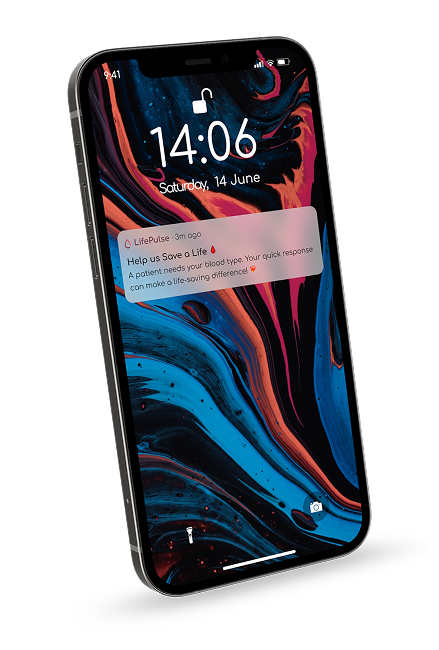 9:41
14:06
Saturday, 14 June
LifePulse · 3m ago
Help us Save a Life 🩸
A patient needs your blood type. Your quick response
can make a life-saving difference! ❤️‍🔥